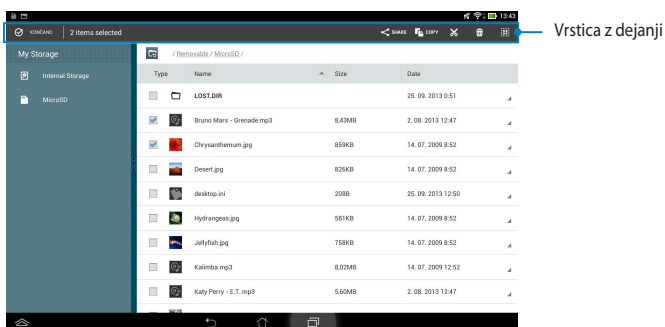 13:43
KONČANO 2 items selected SHARE COPY
Vrstica z dejanji
My Storage
Internal Storage
MicroSD
/ Removable / MicroSD /
Type Name Size Date
LOST.DIR 25. 09. 2013 0:51
Bruno Mars - Grenade.mp3 8,43MB 2. 08. 2013 12:47
Chrysanthemum.jpg 859KB 14. 07. 2009 8:52
Desert.jpg 826KB 14. 07. 2009 8:52
desktop.ini 208B 25. 09. 2013 12:50
Hydrangeas.jpg 581KB 14. 07. 2009 8:52
Jellyfish.jpg 758KB 14. 07. 2009 8:52
Kalimba.mp3 8,02MB 14. 07. 2009 12:52
Katy Perry - E.T..mp3 5,60MB 2. 08. 2013 12:47